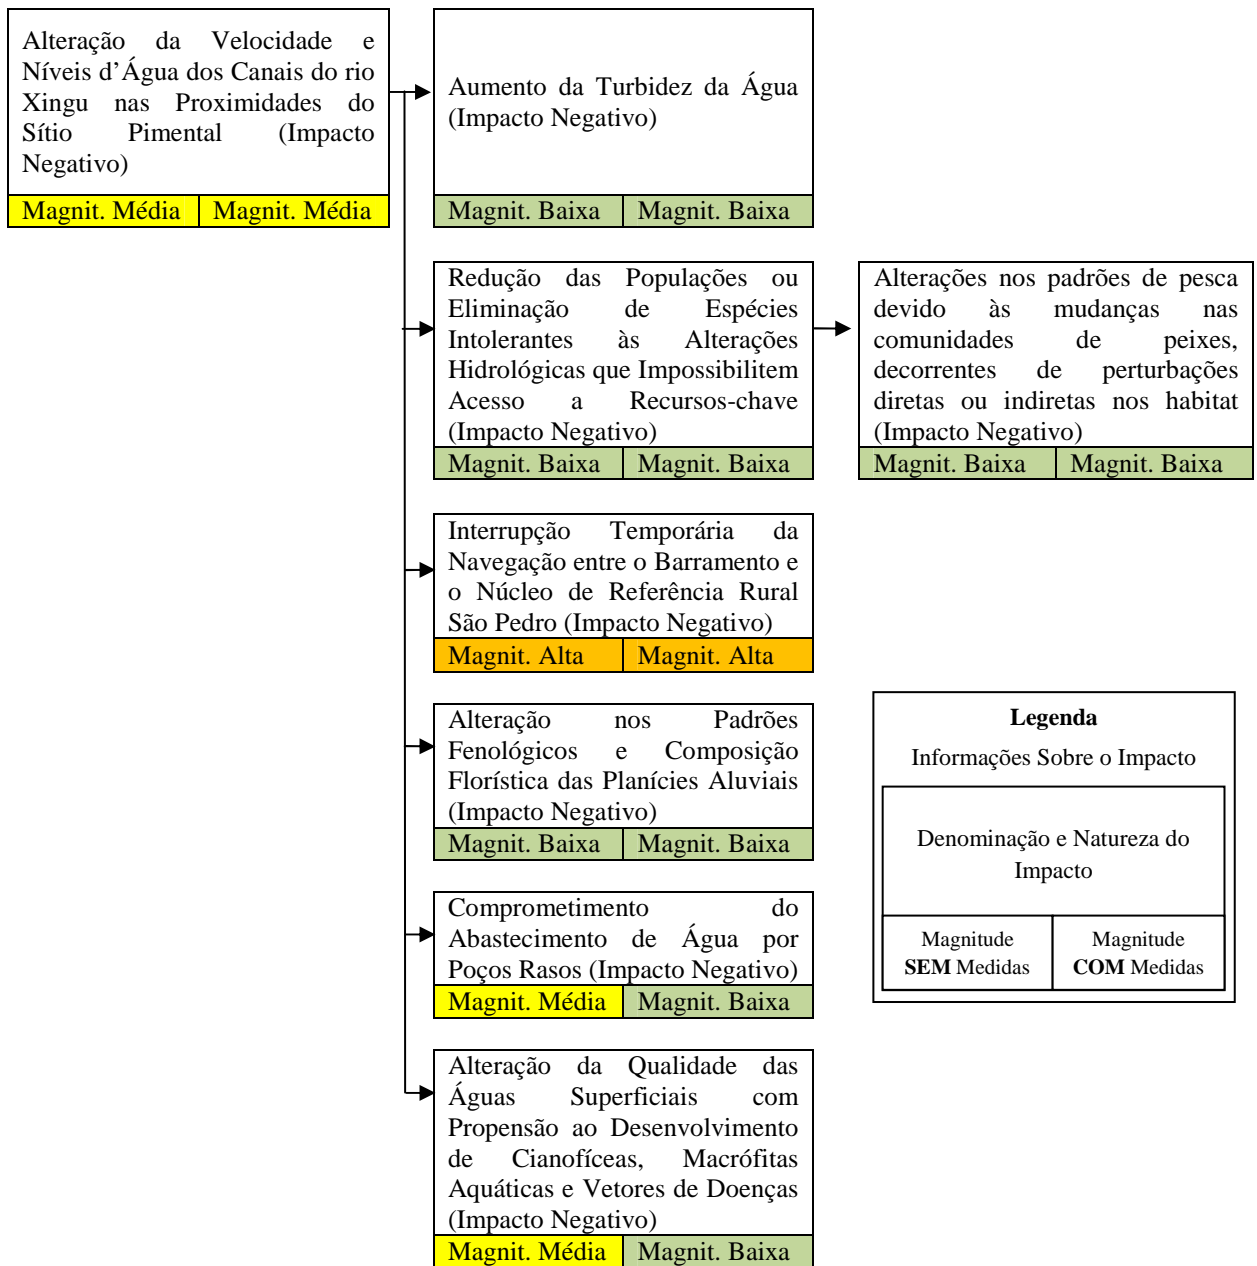 Alteração da Velocidade e
Níveis d'Água dos Canais do rio
Xingu nas Proximidades do
Sítio Pimental (Impacto
Negativo)
Magnit. Média Magnit. Média
Aumento da Turbidez da Água
(Impacto Negativo)
Magnit. Baixa Magnit. Baixa
Redução das Populações ou
Eliminação de Espécies
Intolerantes às Alterações
Hidrológicas que Impossibilitem
Acesso a Recursos-chave
(Impacto Negativo)
Magnit. Baixa Magnit. Baixa
Alterações nos padrões de pesca
devido às mudanças nas
comunidades de peixes,
decorrentes de perturbações
diretas ou indiretas nos habitat
(Impacto Negativo)
Magnit. Baixa Magnit. Baixa
Interrupção Temporária da
Navegação entre o Barramento e
o Núcleo de Referência Rural
São Pedro (Impacto Negativo)
Magnit. Alta Magnit. Alta
Alteração nos Padrões
Fenológicos e Composição
Florística das Planícies Aluviais
(Impacto Negativo)
Magnit. Baixa Magnit. Baixa
Comprometimento do
Abastecimento de Água por
Poços Rasos (Impacto Negativo)
Magnit. Média Magnit. Baixa
Alteração da Qualidade das
Águas Superficiais com
Propensão ao Desenvolvimento
de Cianofíceas, Macrófitas
Aquáticas e Vetores de Doenças
(Impacto Negativo)
Magnit. Média Magnit. Baixa
Legenda
Informações Sobre o Impacto
Denominação e Natureza do
Impacto
Magnitude
SEM Medidas
Magnitude
COM Medidas